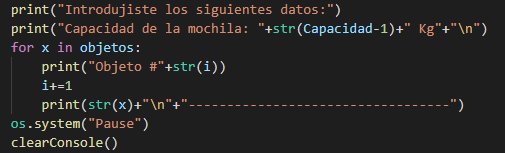 print("Introdujiste los siguientes datos:")
print("Capacidad de la mochila: "+str(Capacidad-1)+" Kg"+"\n")
for x in objetos:
    print("Objeto #"+str(i))
    i+=1
    print(str(x)+"\n"+"----------------------------------")
os.system("Pause")
clearConsole()